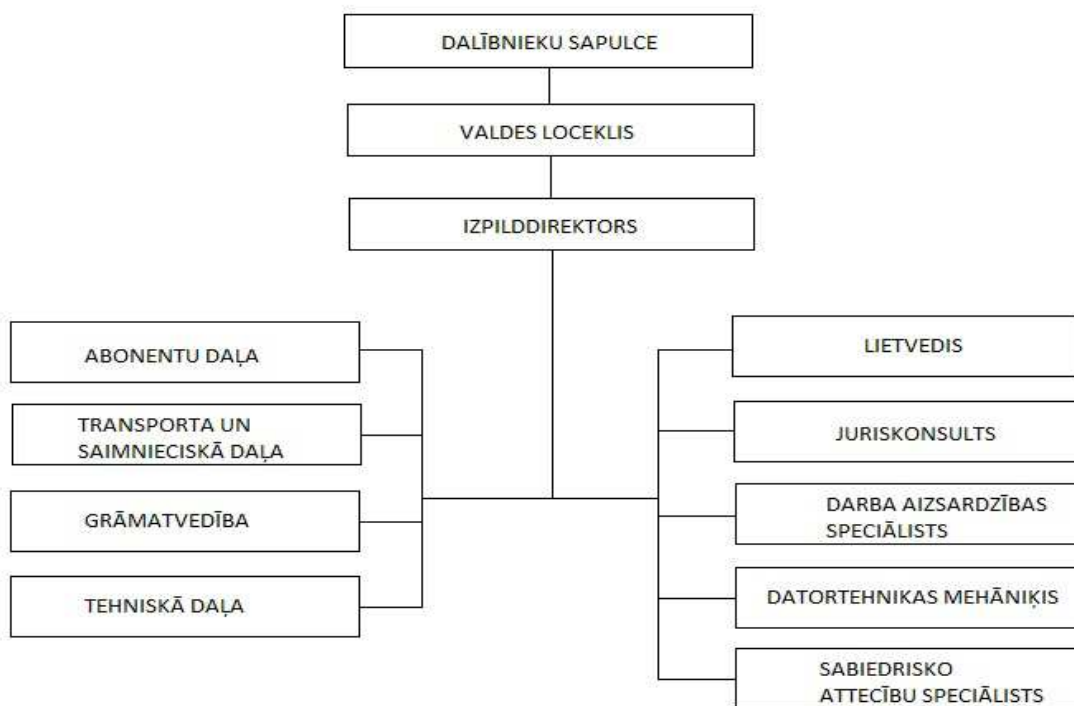 DALĪBNIEKU SAPULCE
VALDES LOCEKLIS
IZPILDDIREKTORS
ABONENTU DAĻA
TRANSPORTA UN
SAIMNIECISKĀ DAĻA
GRĀMATVEDĪBA
TEHNISKĀ DAĻA
LIETVEDIS
JURISKONSULTS
DARBA AIZSARDZĪBAS
SPECIĀLISTS
DATORTEHNIKAS MEHĀNIĶIS
SABIEDRISKO
ATTECĪBU SPECIĀLISTS